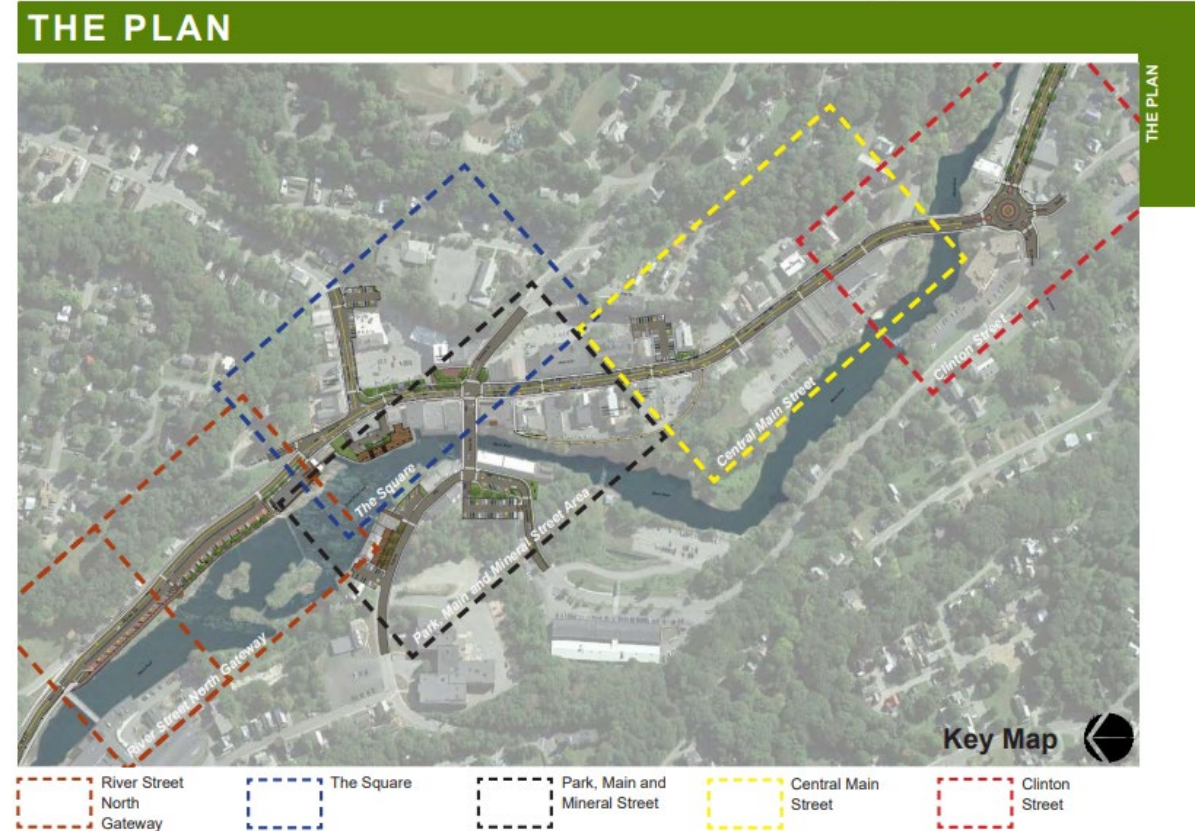 THE PLAN
THE PLAN
The Square
Central Main Street
Clinton Street
Park, Main and Mineral Street Area
River Street North Gateway
Key Map
River Street
North
Gateway
The Square
Park, Main and
Mineral Street
Central Main
Street
Clinton
Street